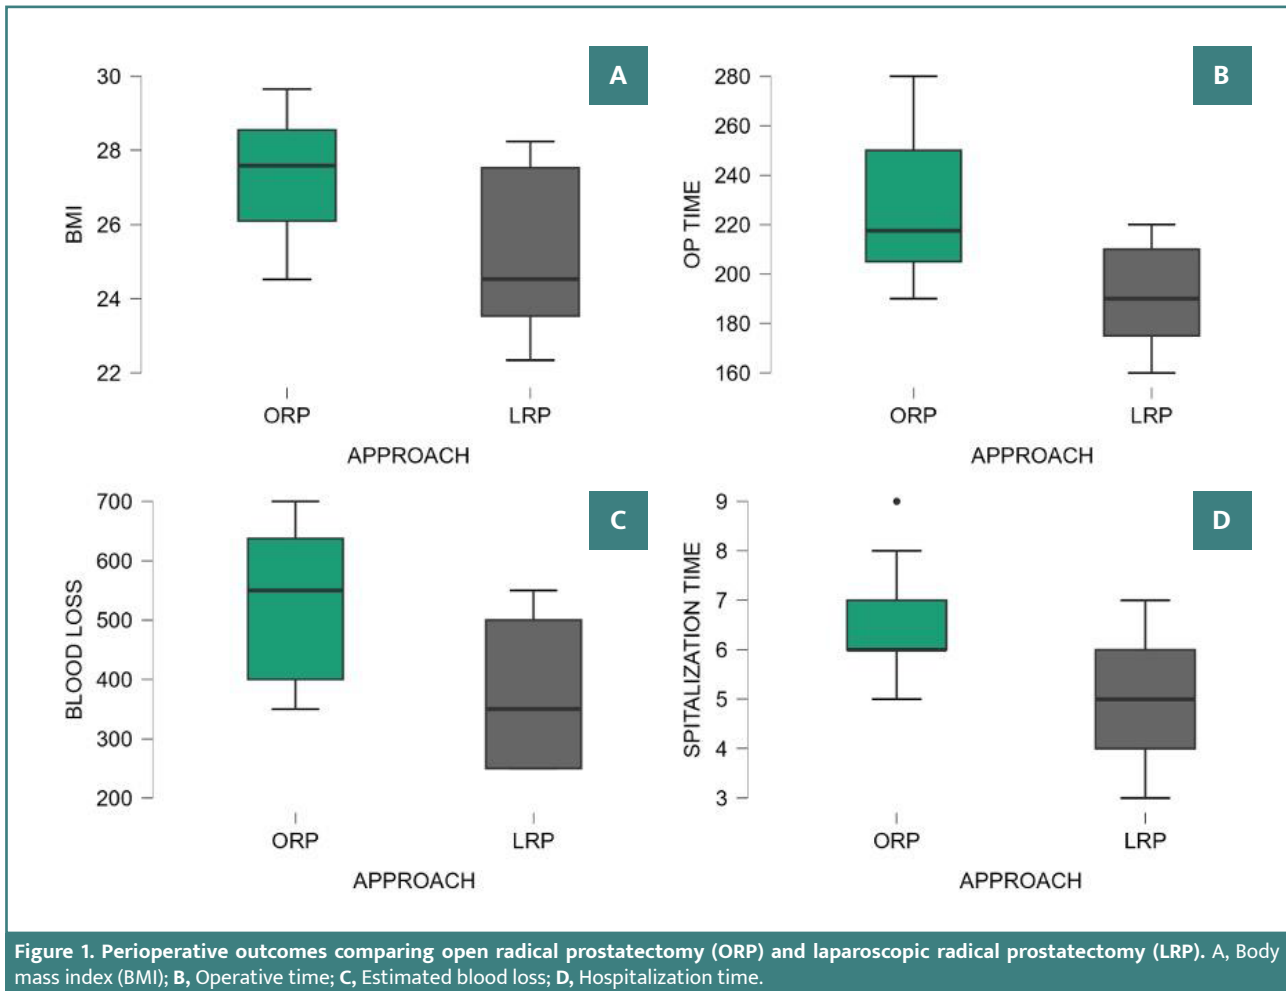 A
30
28
26
24
22
BMI
ORP
LRP
APPROACH
B
280
260
240
220
200
180
160
OP TIME
ORP
LRP
APPROACH
C
700
600
500
400
300
200
BLOOD LOSS
ORP
LRP
APPROACH
D
9
8
7
6
5
4
3
SPITALIZATION TIME
ORP
LRP
APPROACH
Figure 1. Perioperative outcomes comparing open radical prostatectomy (ORP) and laparoscopic radical prostatectomy (LRP). A, Body
mass index (BMI); B, Operative time; C, Estimated blood loss; D, Hospitalization time.